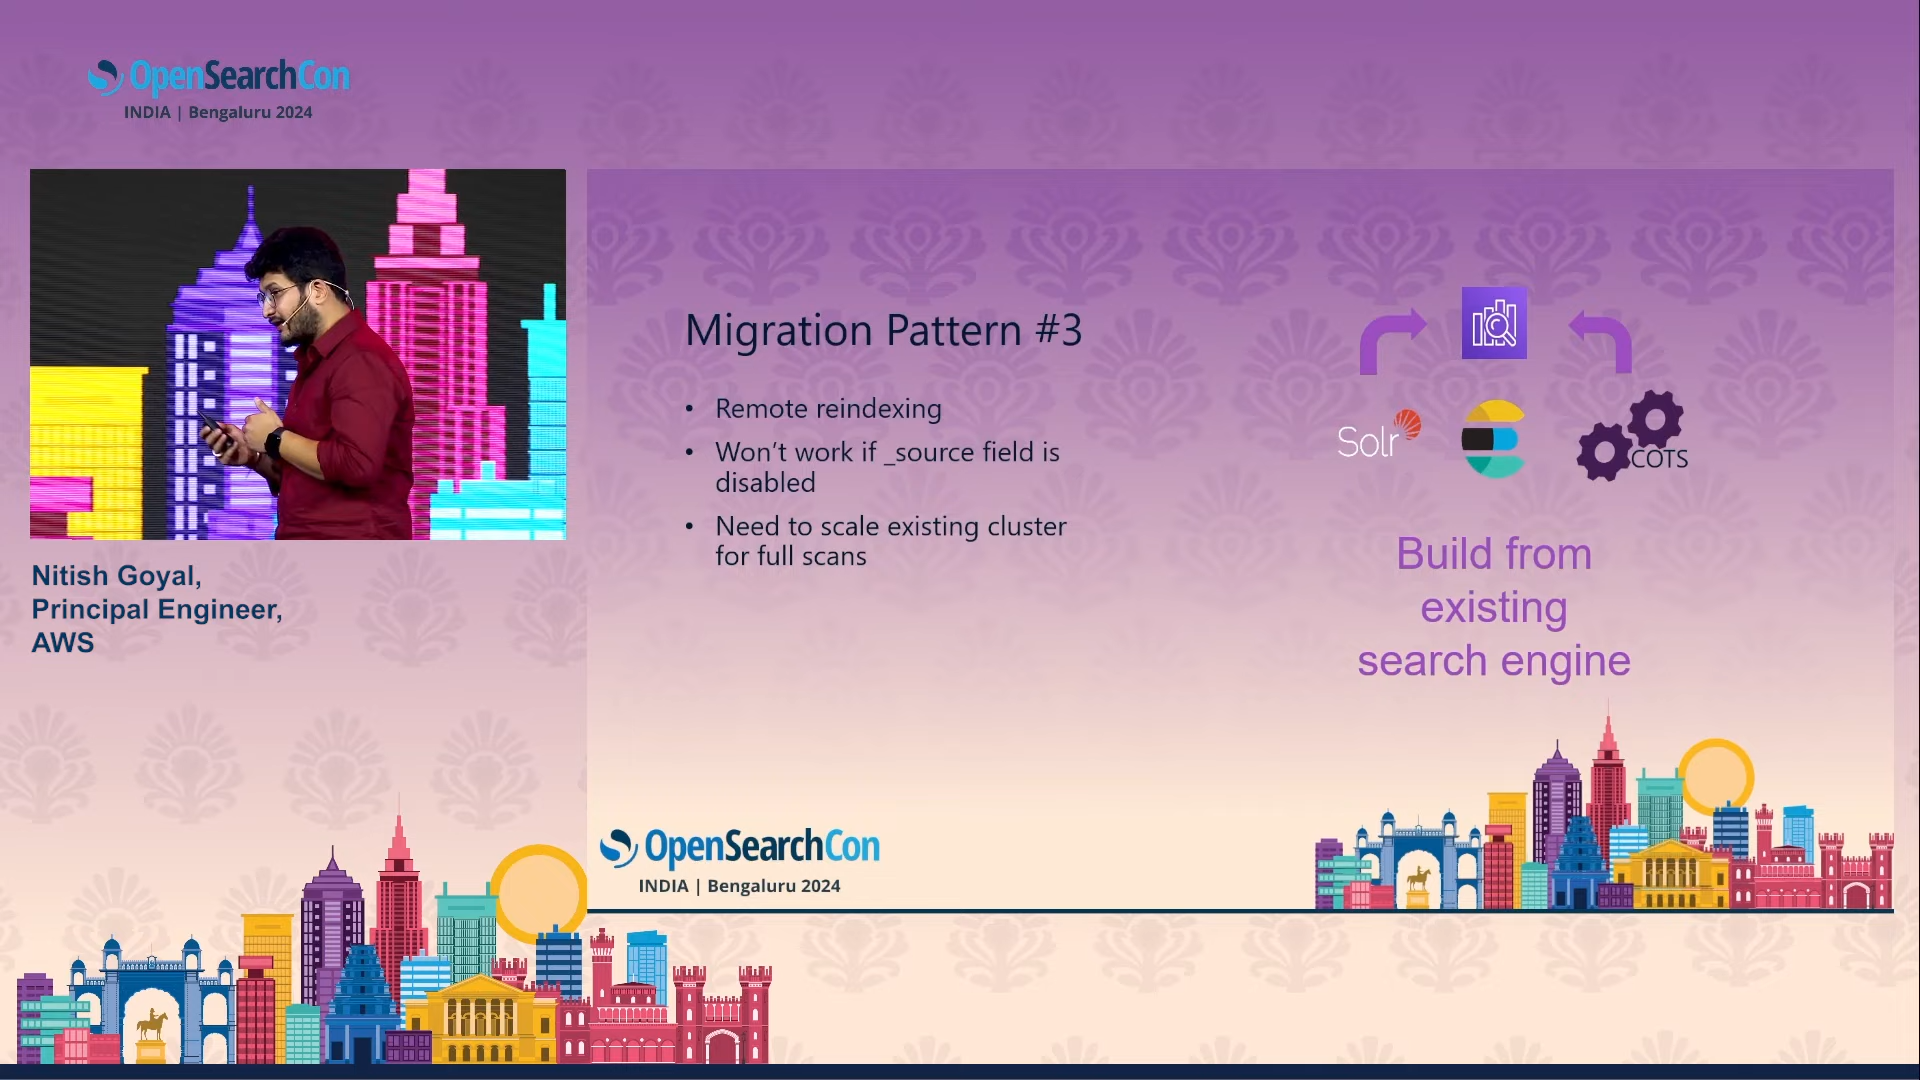 OpenSearchCon
INDIA | Bengaluru 2024
Nitish Goyal,
Principal Engineer,
AWS
Migration Pattern #3
• Remote reindexing
• Won’t work if _source field is
disabled
• Need to scale existing cluster
for full scans
Solr
COTS
Build from
existing
search engine
OpenSearchCon
INDIA | Bengaluru 2024